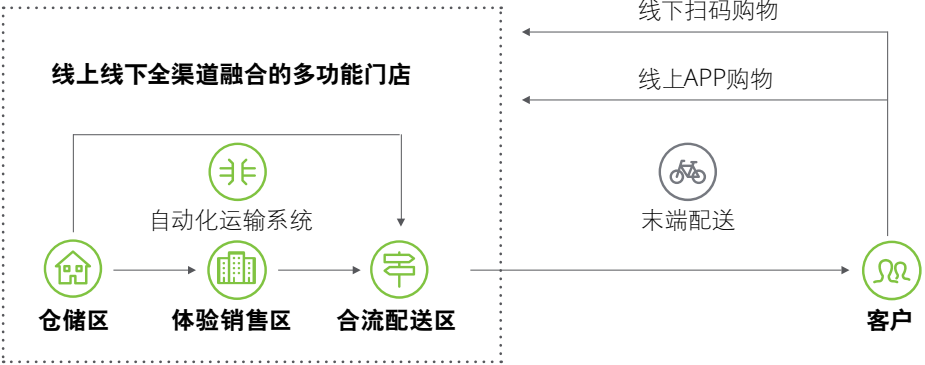 线下扫码购物
线上线下全渠道融合的多功能门店
线上APP购物
自动化运输系统
末端配送
仓储区
体验销售区
合流配送区
客户